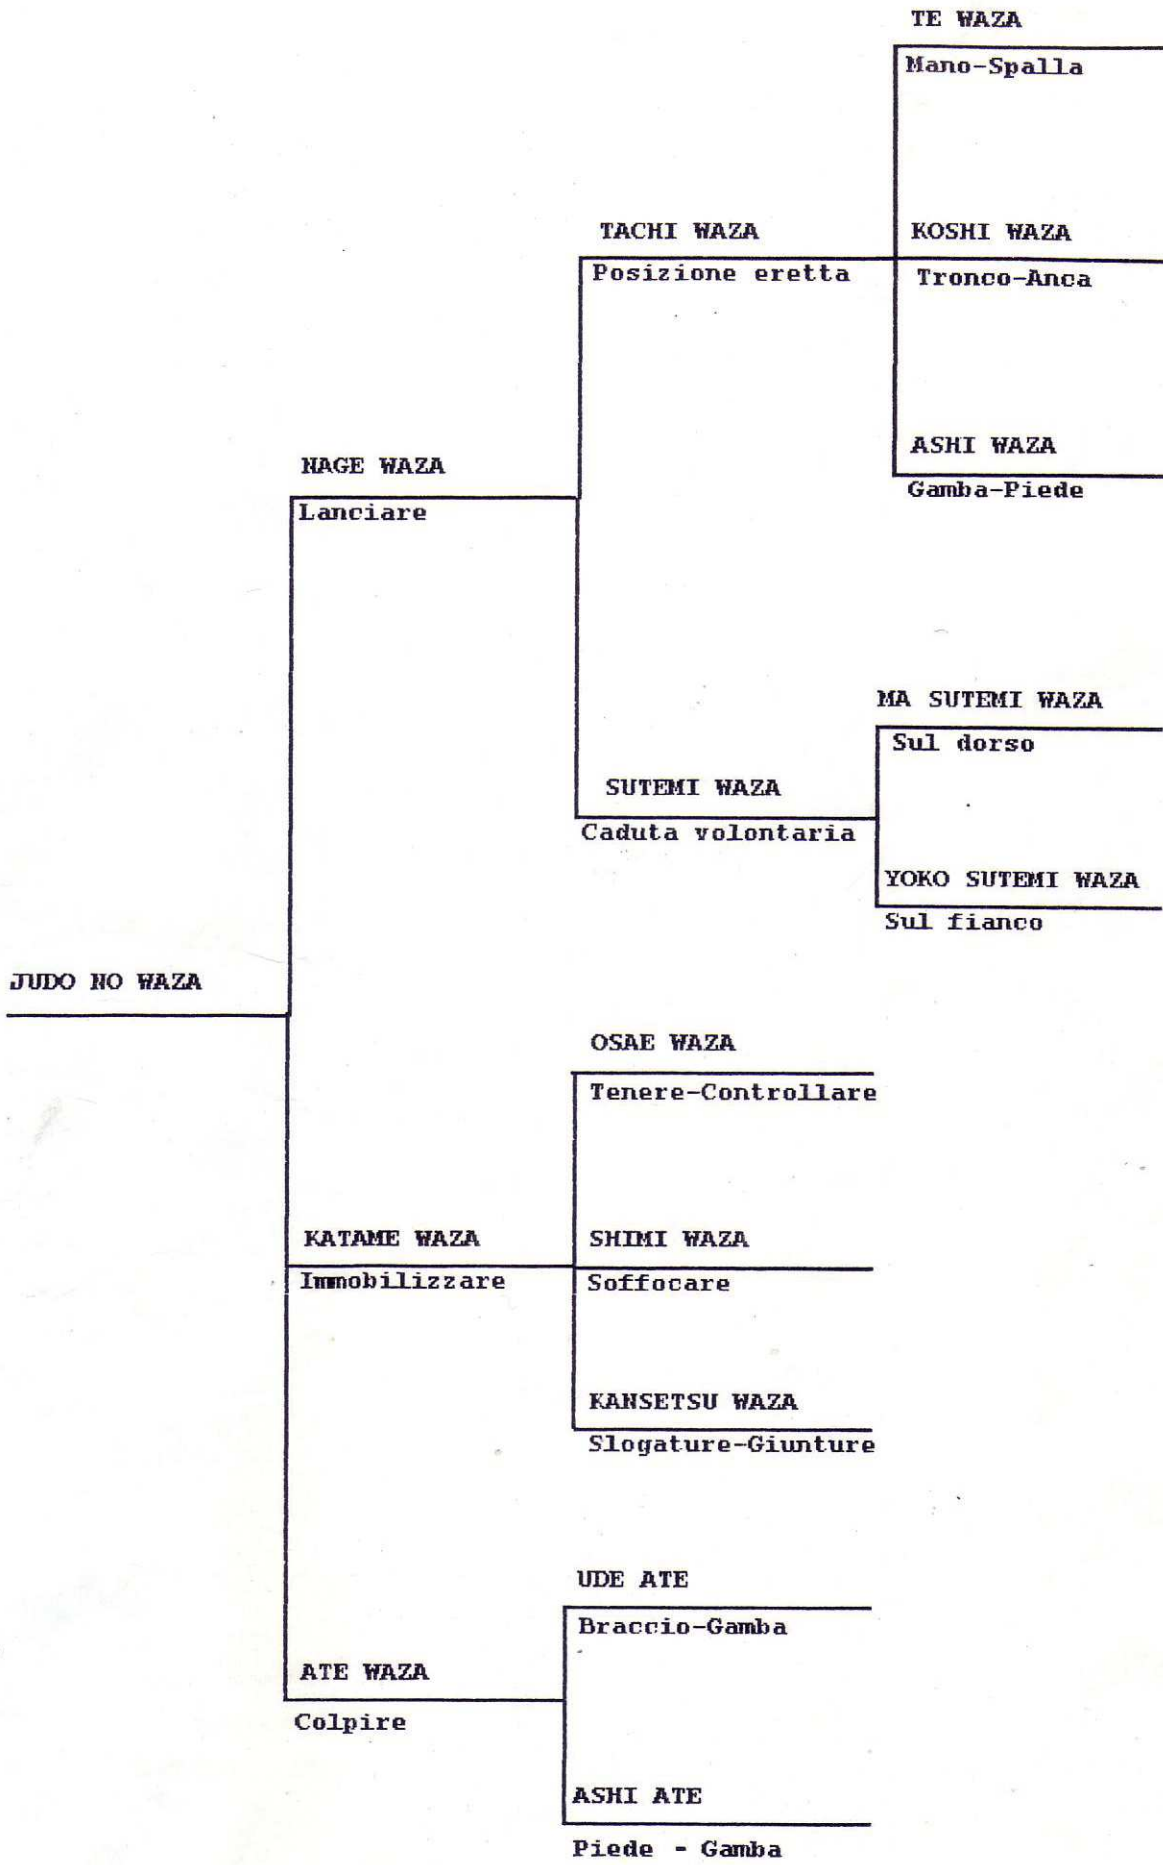 TE WAZA
Mano-Spalla
TACHI WAZA
Posizione eretta
KOSHI WAZA
Tronco-Anca
ASHI WAZA
Gamba-Piede
NAGE WAZA
Lanciare
MA SUTEMI WAZA
Sul dorso
SUTEMI WAZA
Caduta volontaria
YOKO SUTEMI WAZA
Sul fianco
JUDO NO WAZA
OSAE WAZA
Tenere-Controllare
KATAME WAZA
Immobilizzare
SHIMI WAZA
Soffocare
KANSETSU WAZA
Slogature-Giunture
UDE ATE
Braccio-Gamba
ATE WAZA
Colpire
ASHI ATE
Piede - Gamba